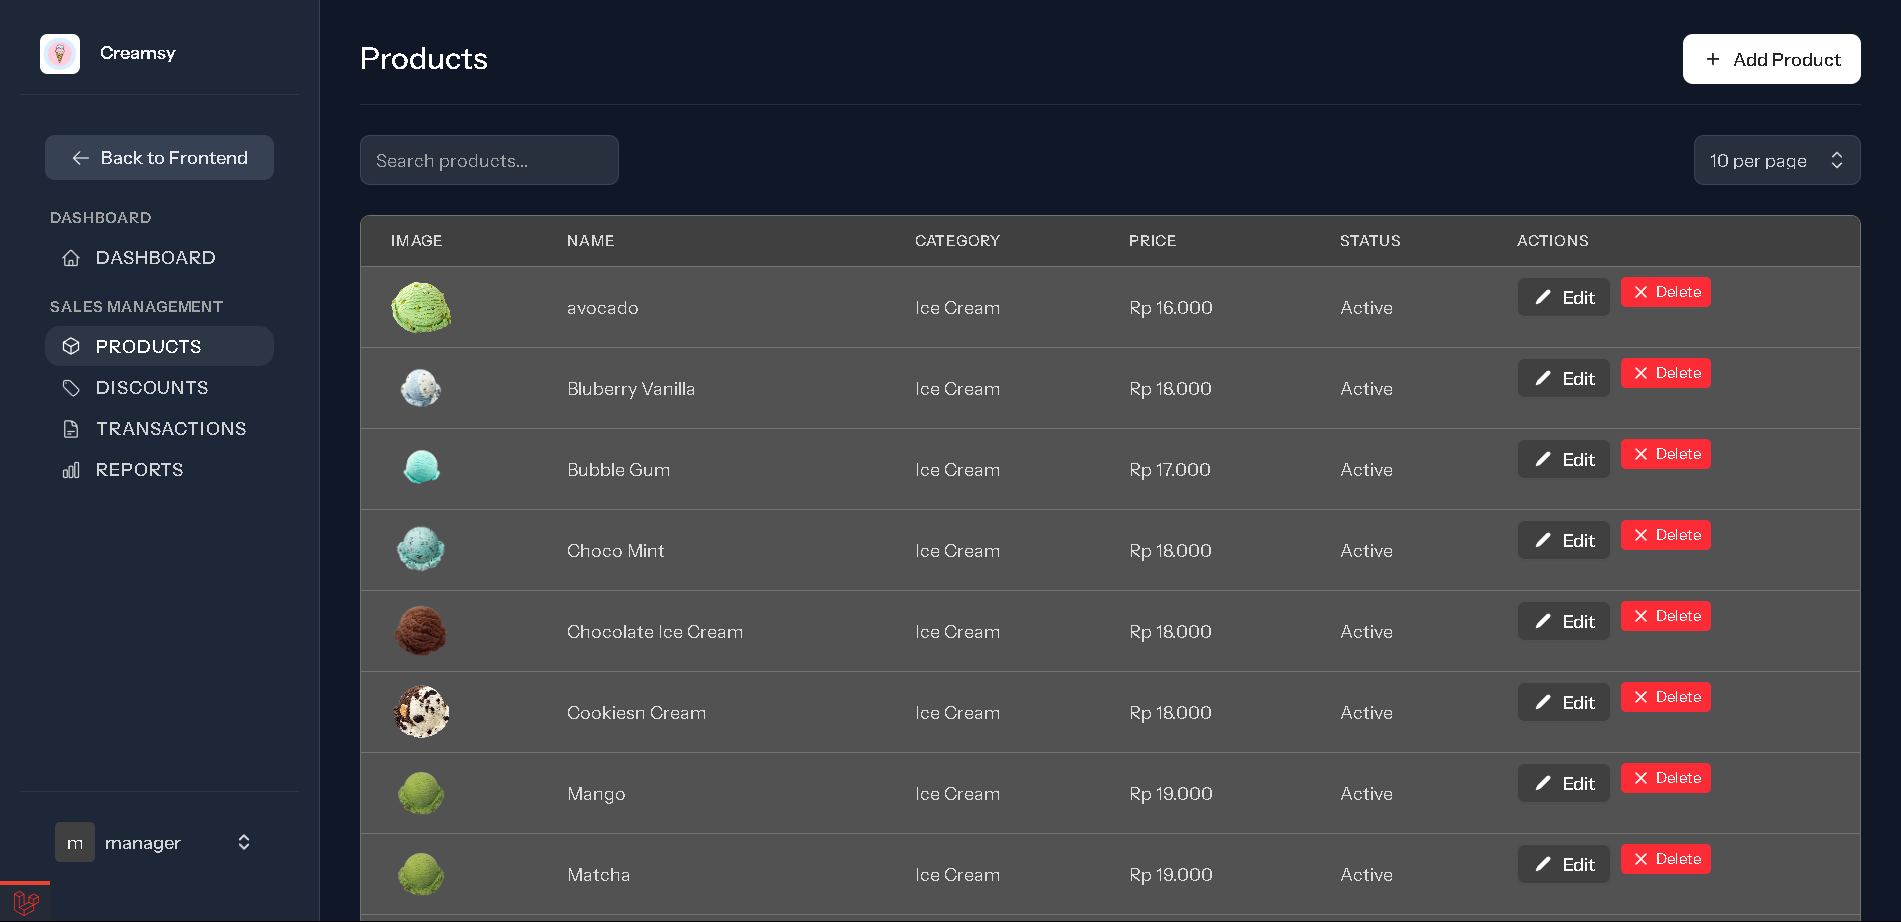 Creamsy
Products
+ Add Product
Back to Frontend
Search products...
10 per page
DASHBOARD
DASHBOARD
SALES MANAGEMENT
PRODUCTS
DISCOUNTS
TRANSACTIONS
REPORTS
m manager
IMAGE NAME CATEGORY PRICE STATUS ACTIONS
avocado Ice Cream Rp 16.000 Active Edit Delete
Bluberry Vanilla Ice Cream Rp 18.000 Active Edit Delete
Bubble Gum Ice Cream Rp 17.000 Active Edit Delete
Choco Mint Ice Cream Rp 18.000 Active Edit Delete
Chocolate Ice Cream Ice Cream Rp 18.000 Active Edit Delete
Cookiesn Cream Ice Cream Rp 18.000 Active Edit Delete
Mango Ice Cream Rp 19.000 Active Edit Delete
Matcha Ice Cream Rp 19.000 Active Edit Delete